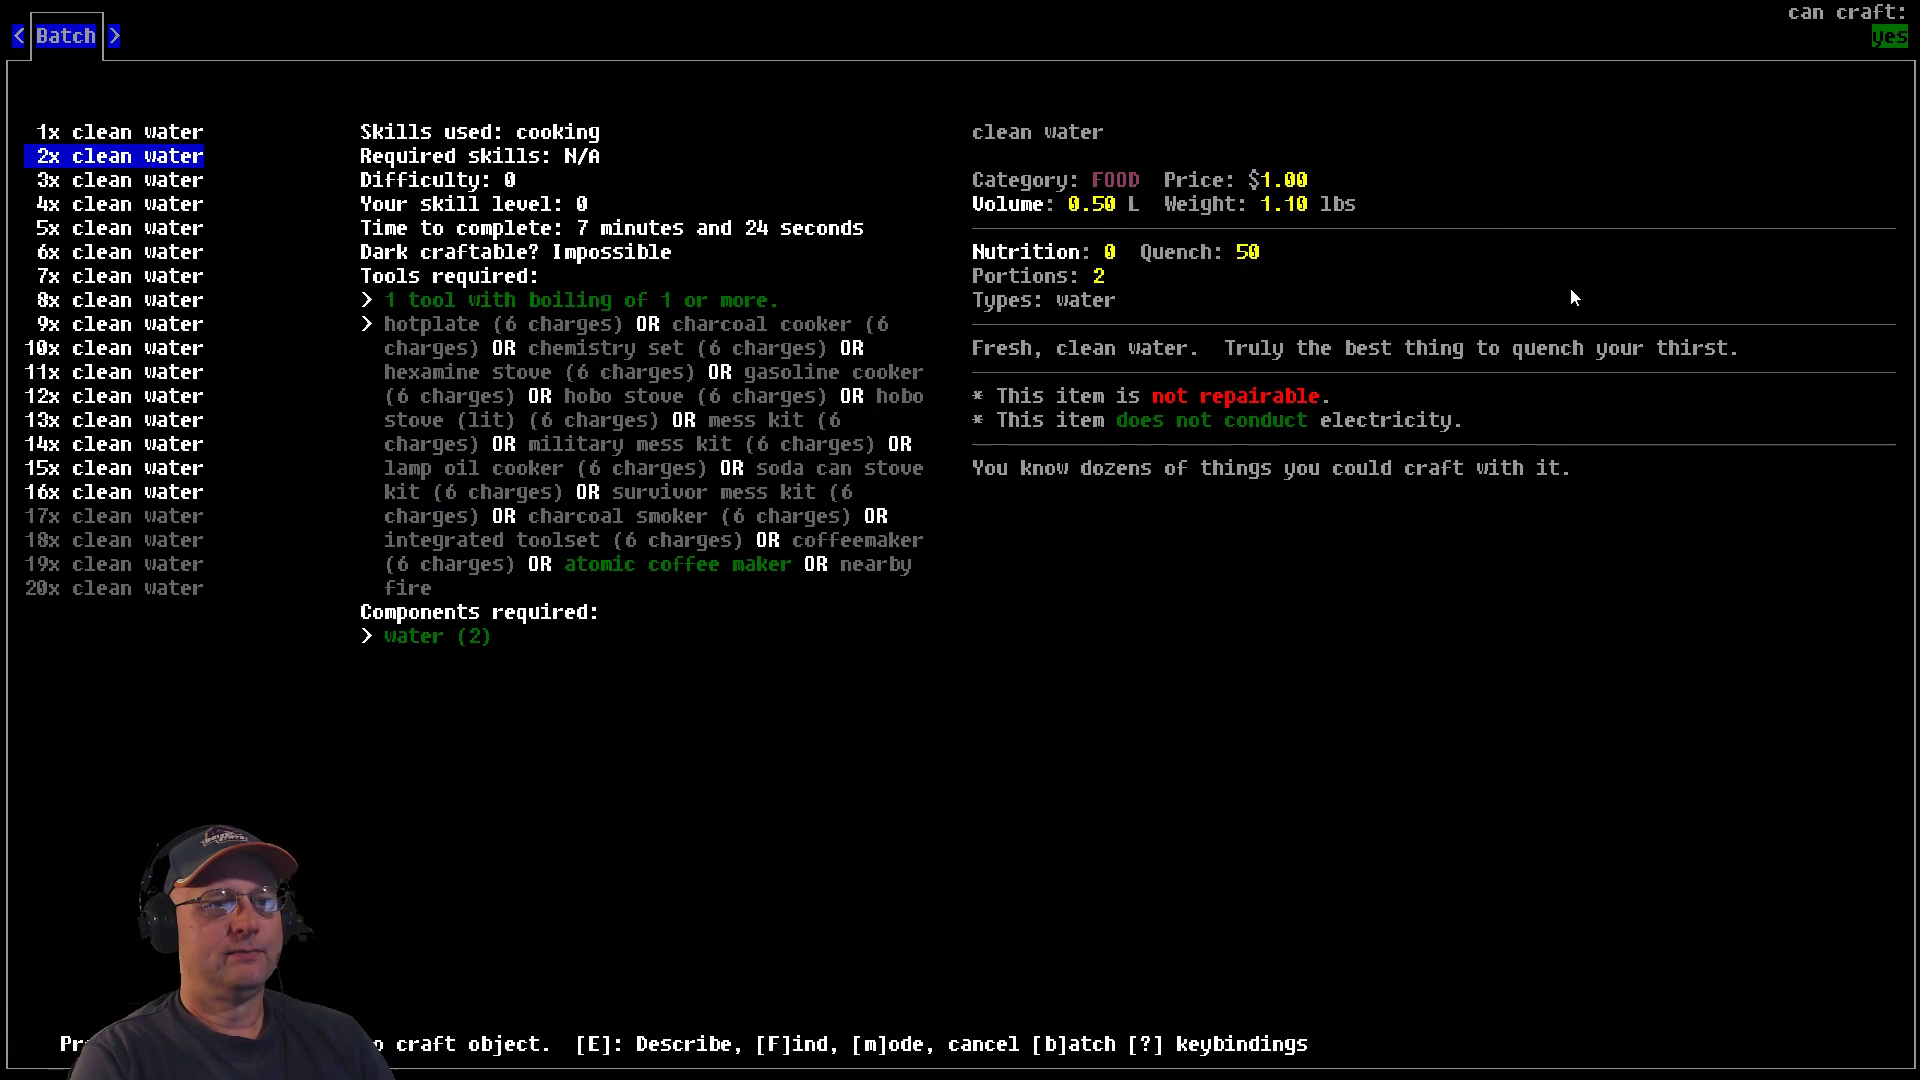 can craft:
< Batch >
yes
1x clean water
2x clean water
3x clean water
4x clean water
5x clean water
6x clean water
7x clean water
8x clean water
9x clean water
10x clean water
11x clean water
12x clean water
13x clean water
14x clean water
15x clean water
16x clean water
17x clean water
18x clean water
19x clean water
20x clean water
Skills used: cooking
Required skills: N/A
Difficulty: 0
Your skill level: 0
Time to complete: 7 minutes and 24 seconds
Dark craftable? Impossible
Tools required:
> 1 tool with boiling of 1 or more.
> hotplate (6 charges) OR charcoal cooker (6
charges) OR chemistry set (6 charges) OR
hexamine stove (6 charges) OR gasoline cooker
(6 charges) OR hobo stove (6 charges) OR hobo
stove (lit) (6 charges) OR mess kit (6
charges) OR military mess kit (6 charges) OR
lamp oil cooker (6 charges) OR soda can stove
kit (6 charges) OR survivor mess kit (6
charges) OR charcoal smoker (6 charges) OR
integrated toolset (6 charges) OR coffeemaker
(6 charges) OR atomic coffee maker OR nearby
fire
Components required:
> water (2)
clean water
Category: FOOD Price: $1.00
Volume: 0.50 L Weight: 1.10 lbs
Nutrition: 0 Quench: 50
Portions: 2
Types: water
Fresh, clean water. Truly the best thing to quench your thirst.
* This item is not repairable.
* This item does not conduct electricity.
You know dozens of things you could craft with it.
craft object. [E]: Describe, [F]ind, [m]ode, cancel [b]atch [?] keybindings